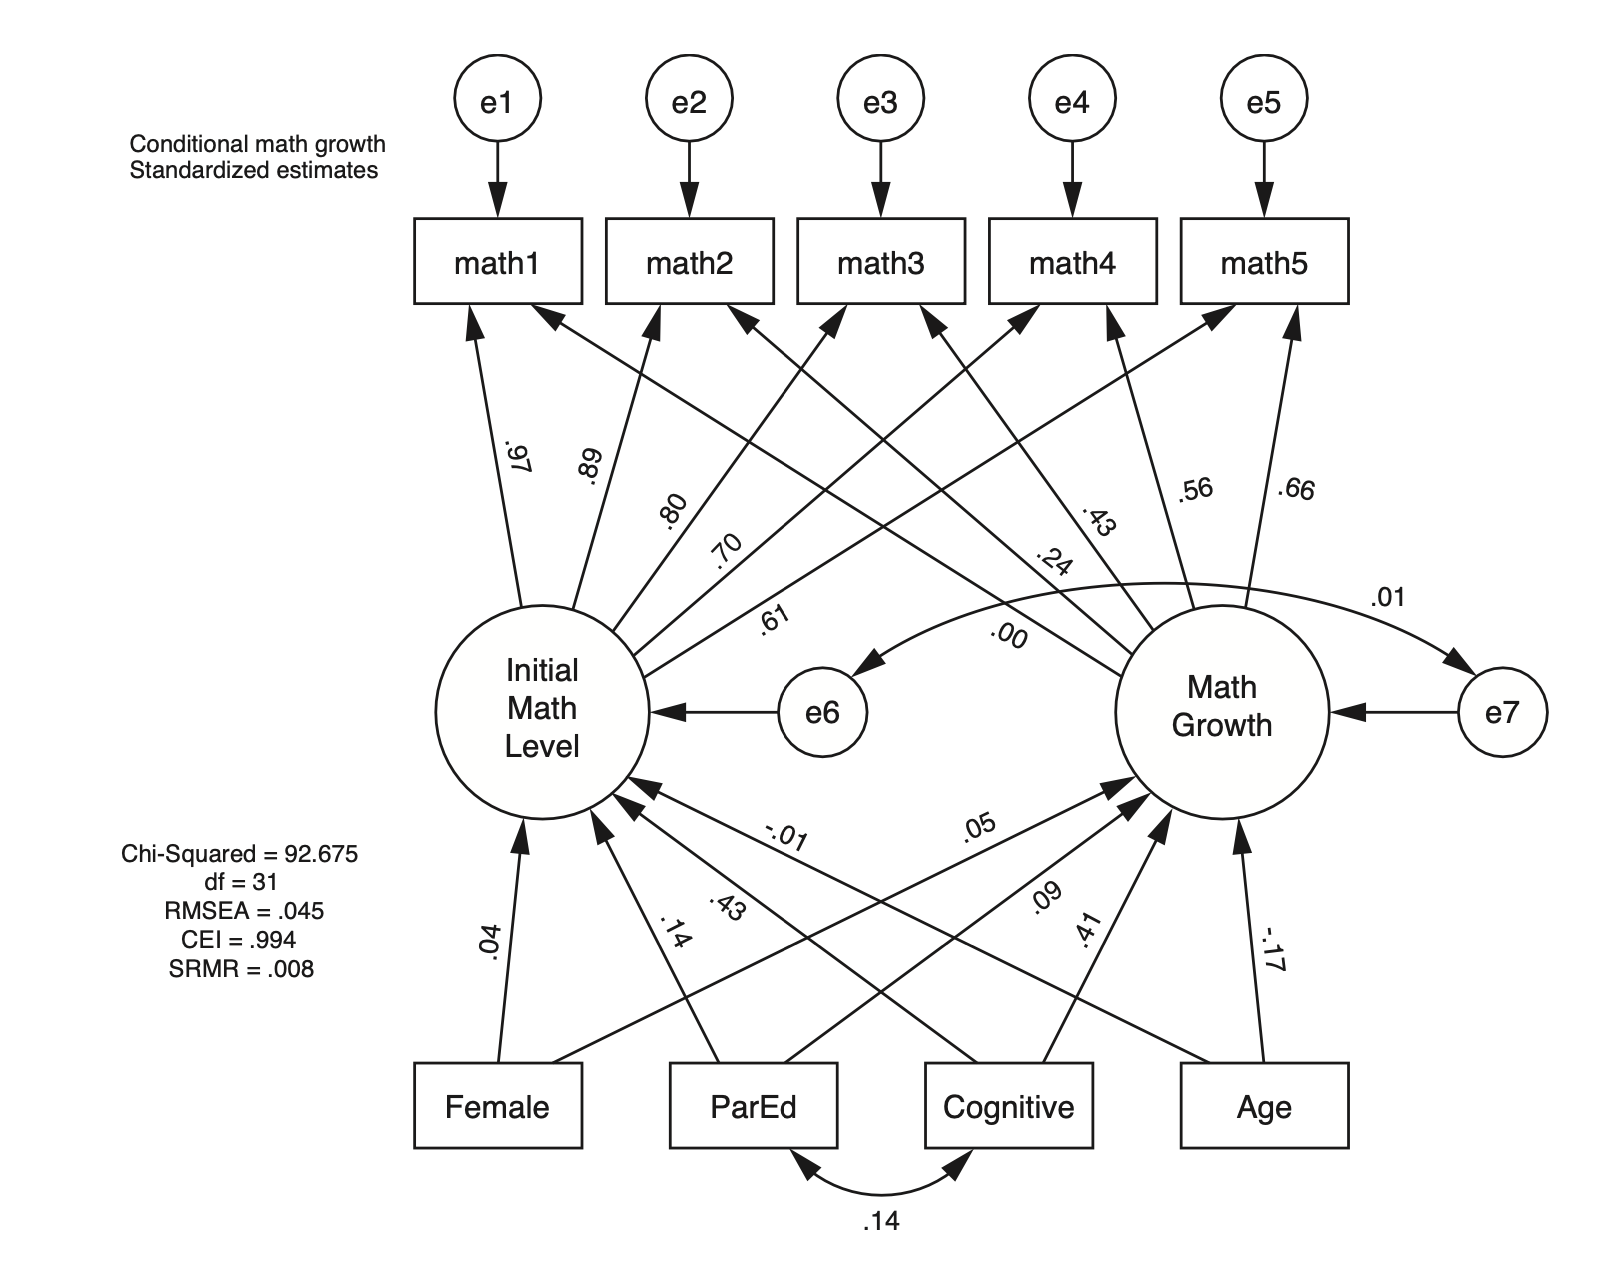 e1
e2
e3
e4
e5
Conditional math growth
Standardized estimates
math1
math2
math3
math4
math5
.97
.89
.80
.70
.61
.00
.24
.43
.56
.66
.01
Initial
Math
Level
e6
Math
Growth
e7
-.01
.05
.04
.14
.43
.09
.41
-.17
Chi-Squared = 92.675
df = 31
RMSEA = .045
CEI = .994
SRMR = .008
Female
ParEd
Cognitive
Age
.14